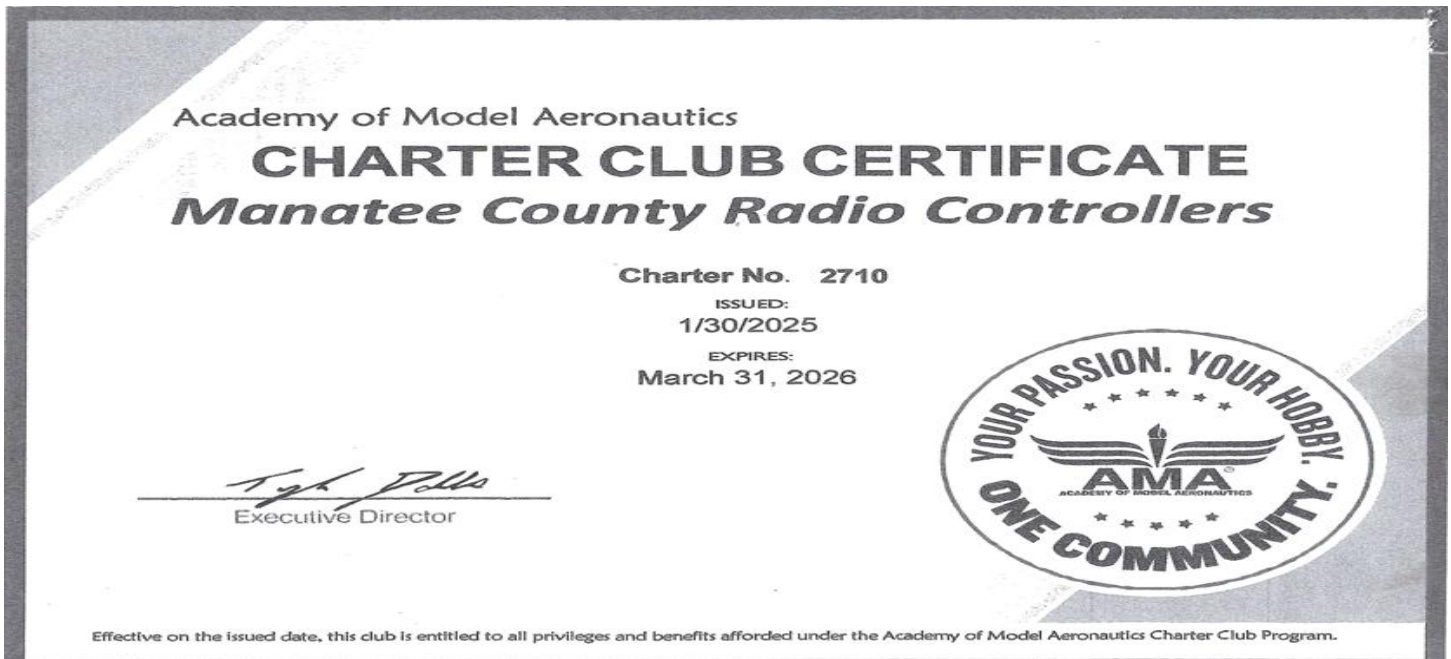 Academy of Model Aeronautics
CHARTER CLUB CERTIFICATE
Manatee County Radio Controllers
Charter No. 2710
ISSUED:
1/30/2025
EXPIRES:
March 31, 2026
Executive Director
YOUR PASSION. YOUR HOBBY.
AMA®
ACADEMY OF MODEL AERONAUTICS
ONE COMMUNITY.
Effective on the issued date, this club is entitled to all privileges and benefits afforded under the Academy of Model Aeronautics Charter Club Program.